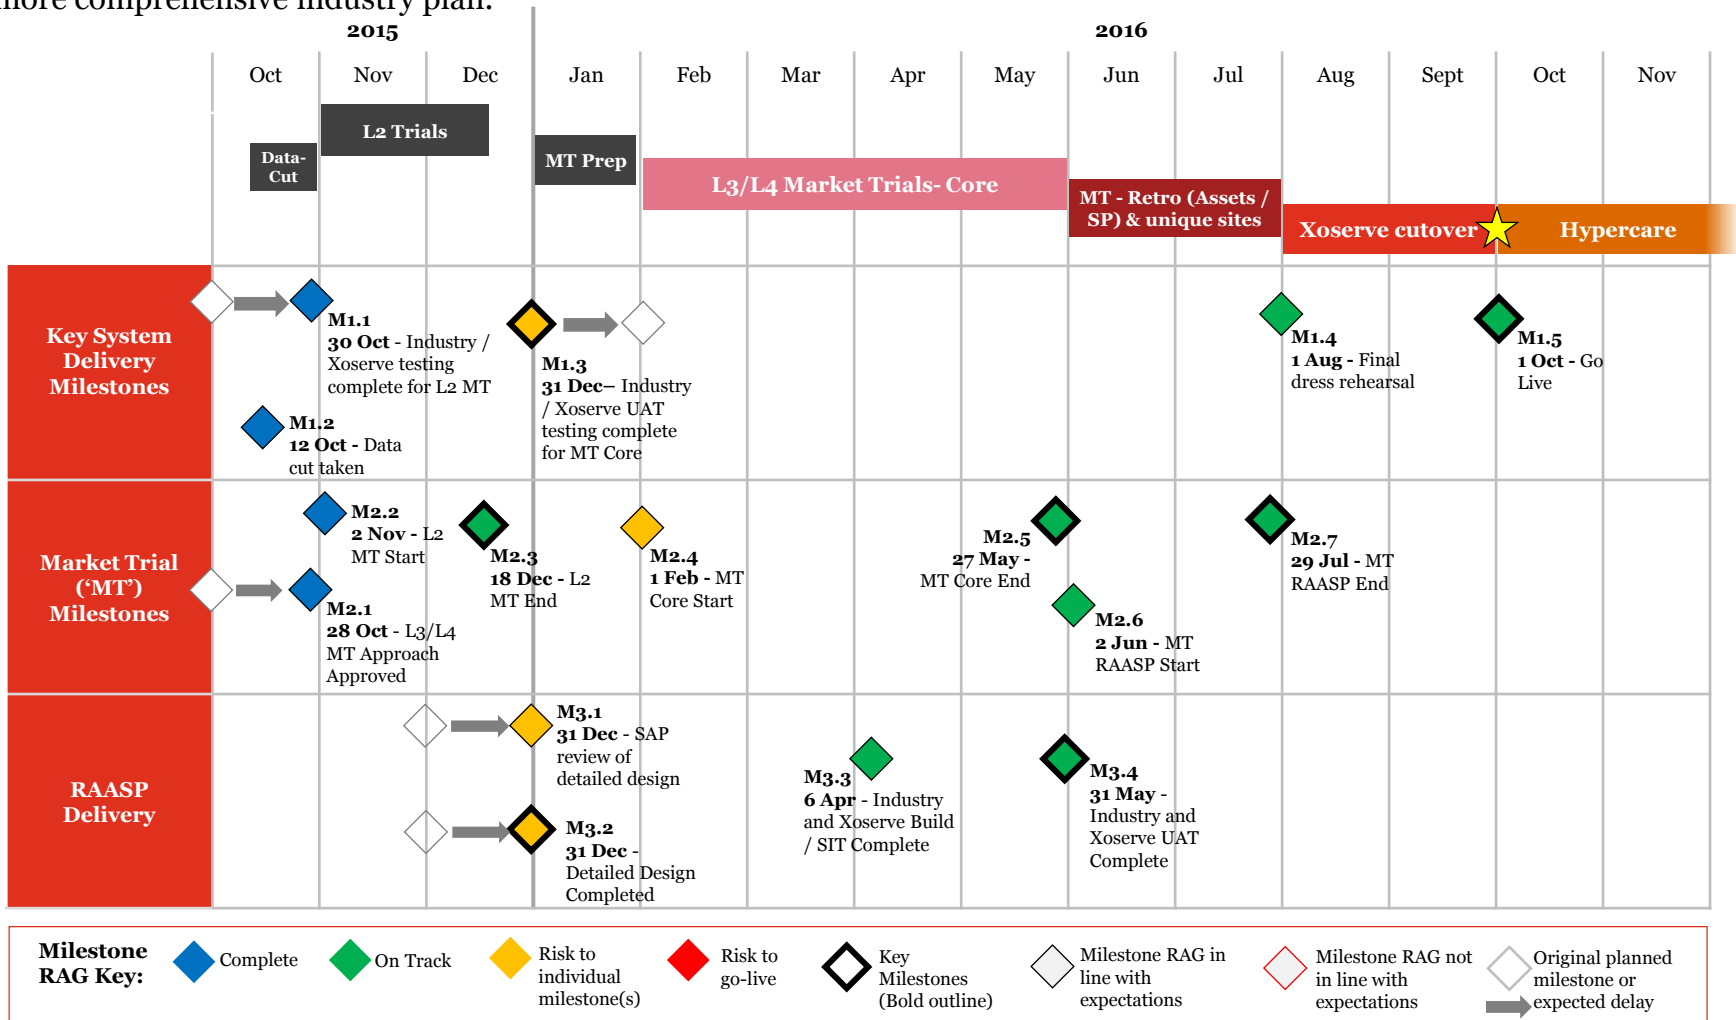 more comprehensive industry plan.
2015
2016
Oct
Nov
Dec
Jan
Feb
Mar
Apr
May
Jun
Jul
Aug
Sept
Oct
Nov
L2 Trials
Data-
Cut
MT Prep
L3/L4 Market Trials- Core
MT - Retro (Assets /
SP) & unique sites
Xoserve cutover
Hypercare
Key System
Delivery
Milestones
M1.1
30 Oct - Industry /
Xoserve testing
complete for L2 MT
M1.2
12 Oct - Data
cut taken
M1.3
31 Dec– Industry
/ Xoserve UAT
testing complete
for MT Core
M1.4
1 Aug - Final
dress rehearsal
M1.5
1 Oct - Go
Live
Market Trial
(‘MT’)
Milestones
M2.2
2 Nov - L2
MT Start
M2.1
28 Oct - L3/L4
MT Approach
Approved
M2.3
18 Dec - L2
MT End
M2.4
1 Feb - MT
Core Start
M2.5
27 May -
MT Core End
M2.6
2 Jun - MT
RAASP Start
M2.7
29 Jul - MT
RAASP End
RAASP
Delivery
M3.1
31 Dec - SAP
review of
detailed design
M3.2
31 Dec -
Detailed Design
Completed
M3.3
6 Apr - Industry
and Xoserve Build
/ SIT Complete
M3.4
31 May -
Industry and
Xoserve UAT
Complete
Milestone
RAG Key:
Complete
On Track
Risk to
individual
milestone(s)
Risk to
go-live
Key
Milestones
(Bold outline)
Milestone RAG in
line with
expectations
Milestone RAG not
in line with
expectations
Original planned
milestone or
expected delay